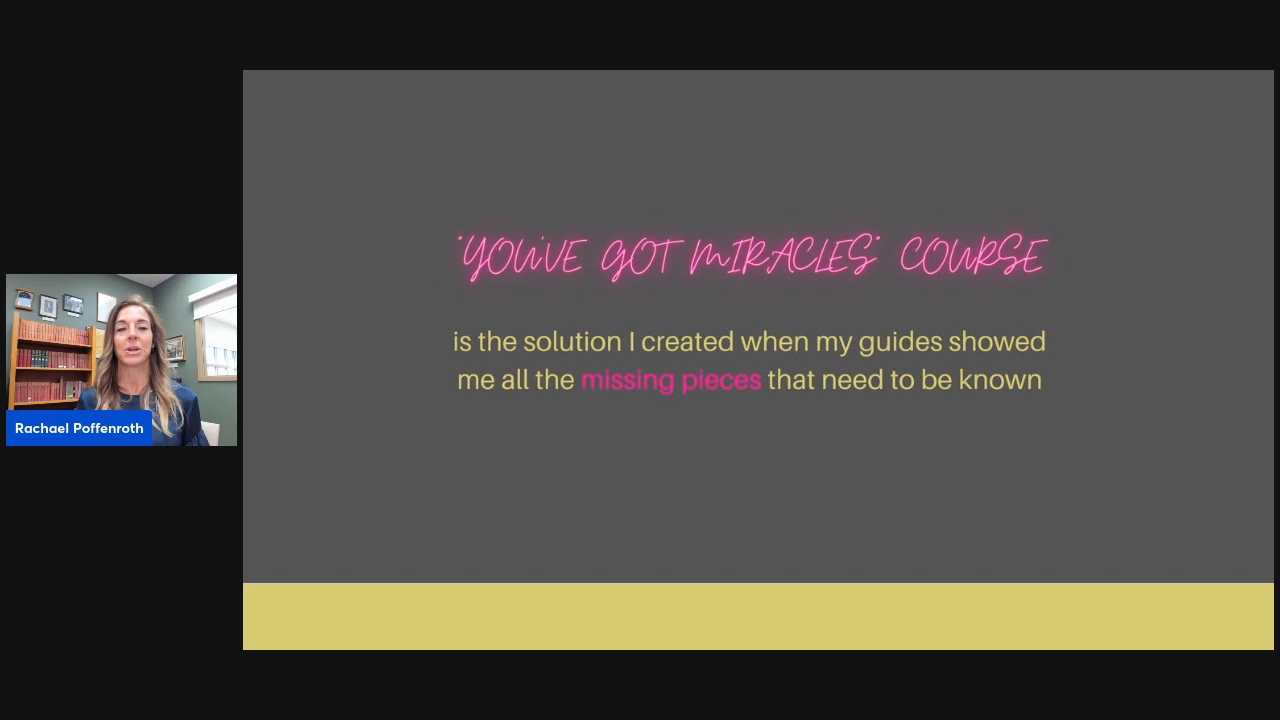 "YOU'VE GOT MIRACLES" COURSE
is the solution I created when my guides showed
me all the missing pieces that need to be known
Rachael Poffenroth